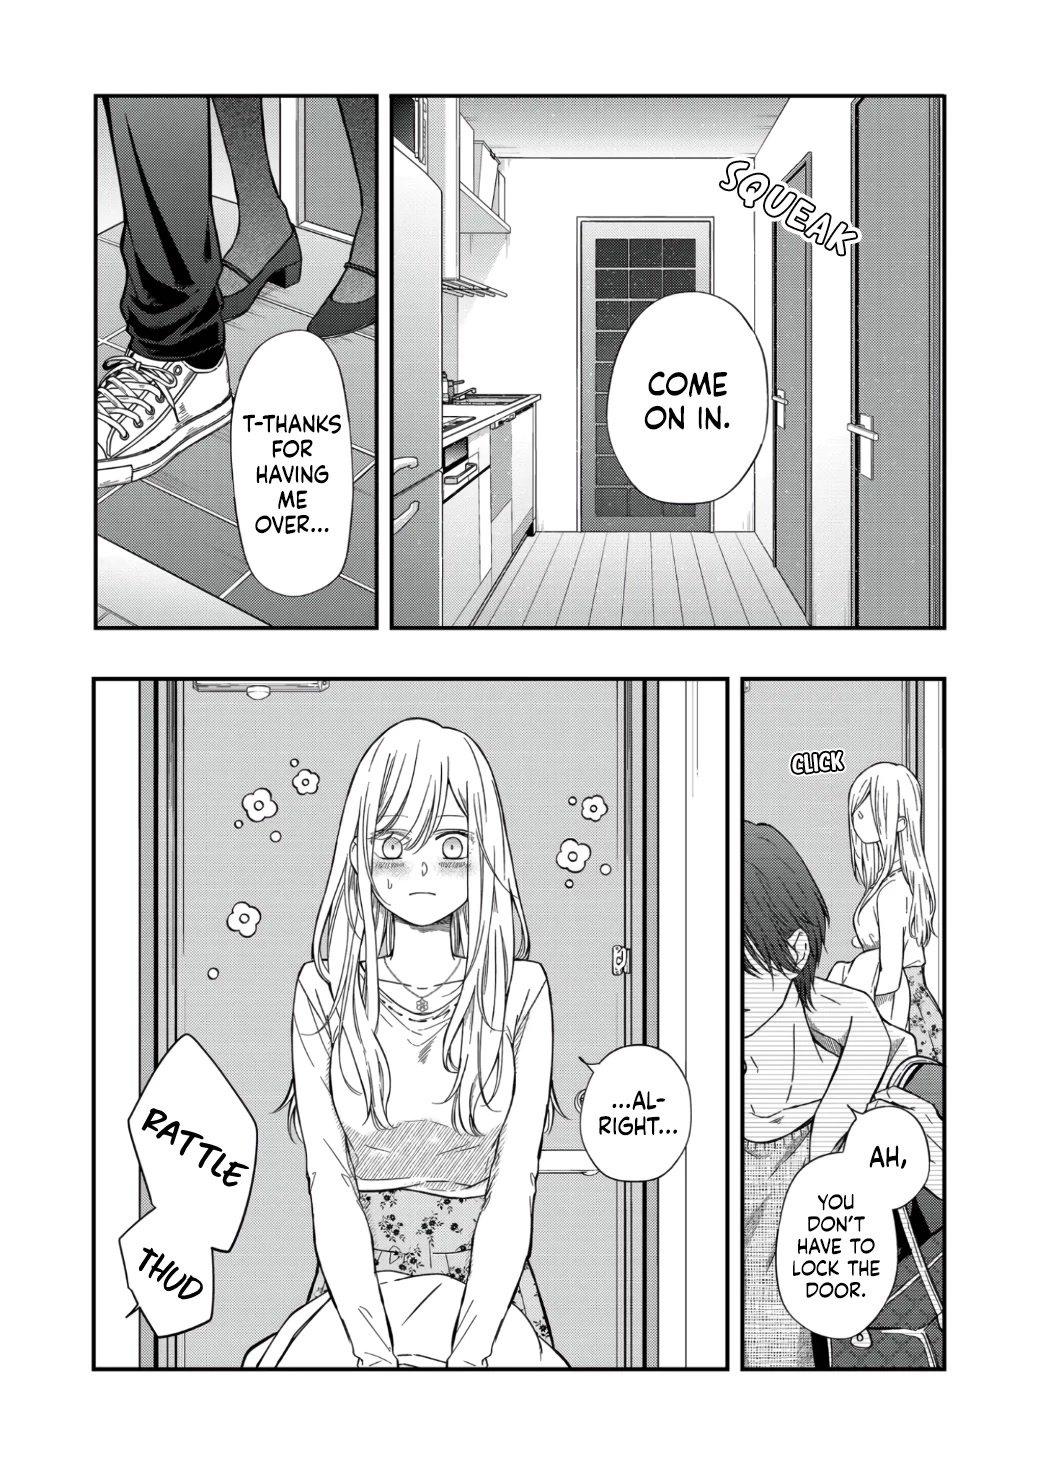 SQUEAK
COME
ON IN.
T-THANKS
FOR
HAVING
ME
OVER...
CLICK
AH,
YOU
DON'T
HAVE TO
LOCK THE
DOOR.
...AL-
RIGHT...
RATTLE
THUD